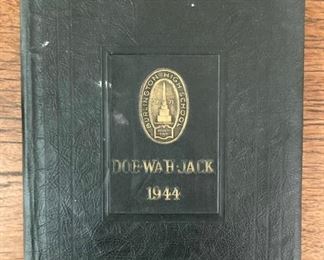 BURLINGTON HIGH SCHOOL
DOE-WAH-JACK
1944